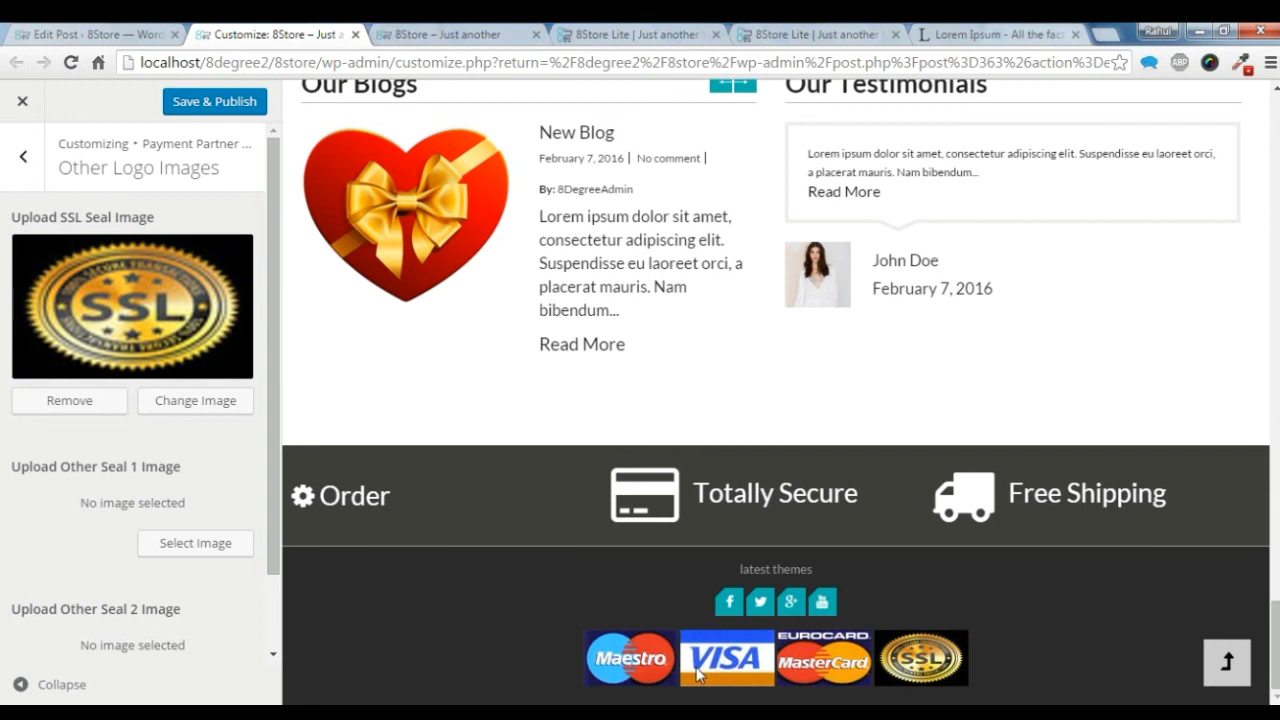 Rahul
Edit Post ‹ 8Store — Word
Customize: 8Store – Just a
8Store – Just another
8Store Lite | Just another
8Store Lite | Just another
Lorem Ipsum - All the fac
localhost/8degree2/8store/wp-admin/customize.php?return=%2F8degree2%2F8store%2Fwp-admin%2Fpost.php%3Fpost%3D363%26action%3De
ABP
Save & Publish
Customizing ‣ Payment Partner ...
Other Logo Images
Upload SSL Seal Image
SSL
Remove
Change Image
Upload Other Seal 1 Image
No image selected
Select Image
Upload Other Seal 2 Image
No image selected
Collapse
Our Blogs
New Blog
February 7, 2016 | No comment |
By: 8DegreeAdmin
Lorem ipsum dolor sit amet,
consectetur adipiscing elit.
Suspendisse eu laoreet orci, a
placerat mauris. Nam
bibendum...
Read More
Our Testimonials
Lorem ipsum dolor sit amet, consectetur adipiscing elit. Suspendisse eu laoreet orci,
a placerat mauris. Nam bibendum...
Read More
John Doe
February 7, 2016
Order
Totally Secure
Free Shipping
latest themes
Maestro
VISA
EUROCARD
MasterCard
SSL